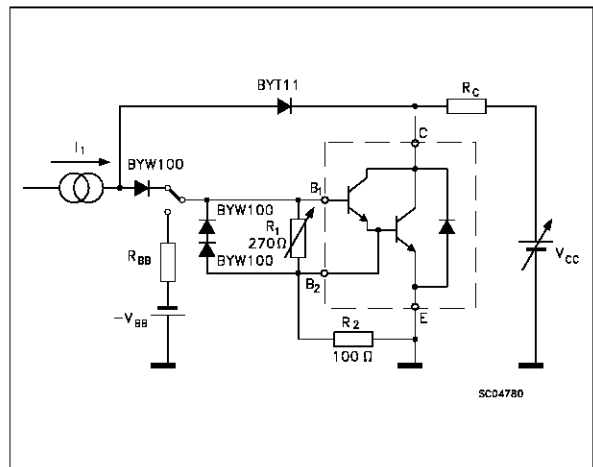 BYT11
R_C
I_1
BYW100
C
B_1
BYW100
R_1
270Ω
R_BB
BYW100
B_2
V_CC
-V_BB
R_2
E
100 Ω
SC04780